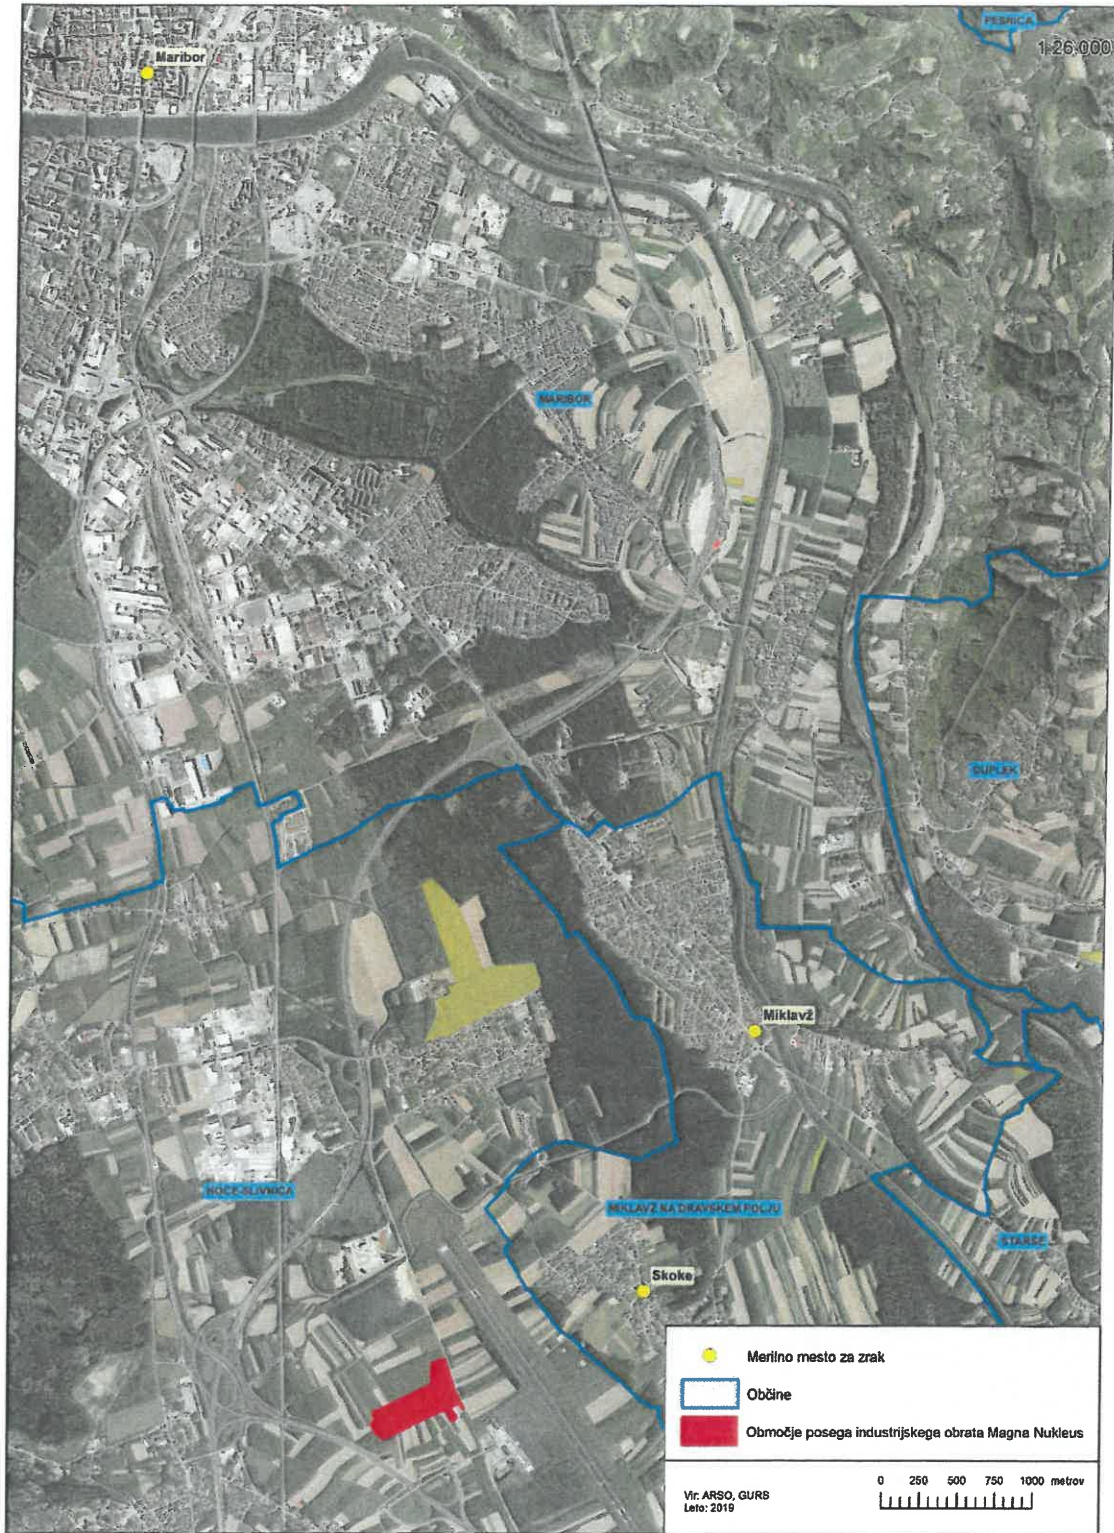 PESNICA
1:26.000
Maribor
MARIBOR
DUPLEK
Miklavž
HOČE-SLIVNICA
MIKLAVŽ NA DRAVSKEM POLJU
STARŠE
Skoke
Merilno mesto za zrak
Občine
Območje posega industrijskega obrata Magna Nukleus
0 250 500 750 1000 metrov
Vir: ARSO, GURS
Leto: 2019